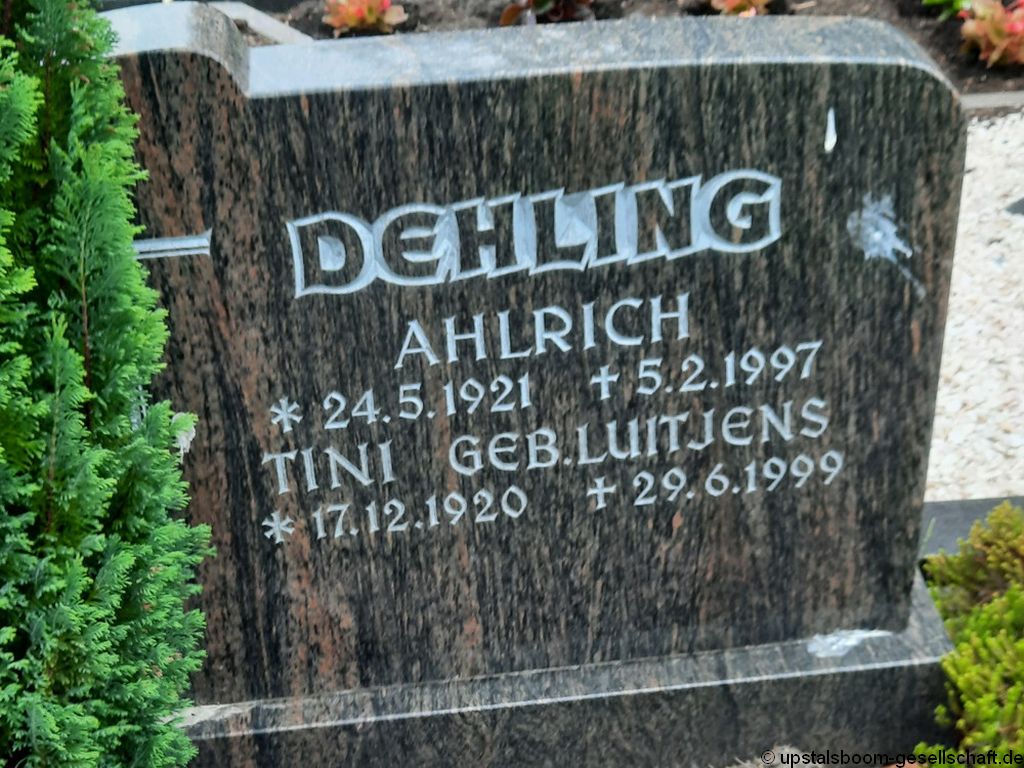 DEHLING
AHLRICH
* 24.5.1921 † 5.2.1997
TINI GEB. LUITJENS
* 17.12.1920 † 29.6.1999
© upstalsboom-gesellschaft.de